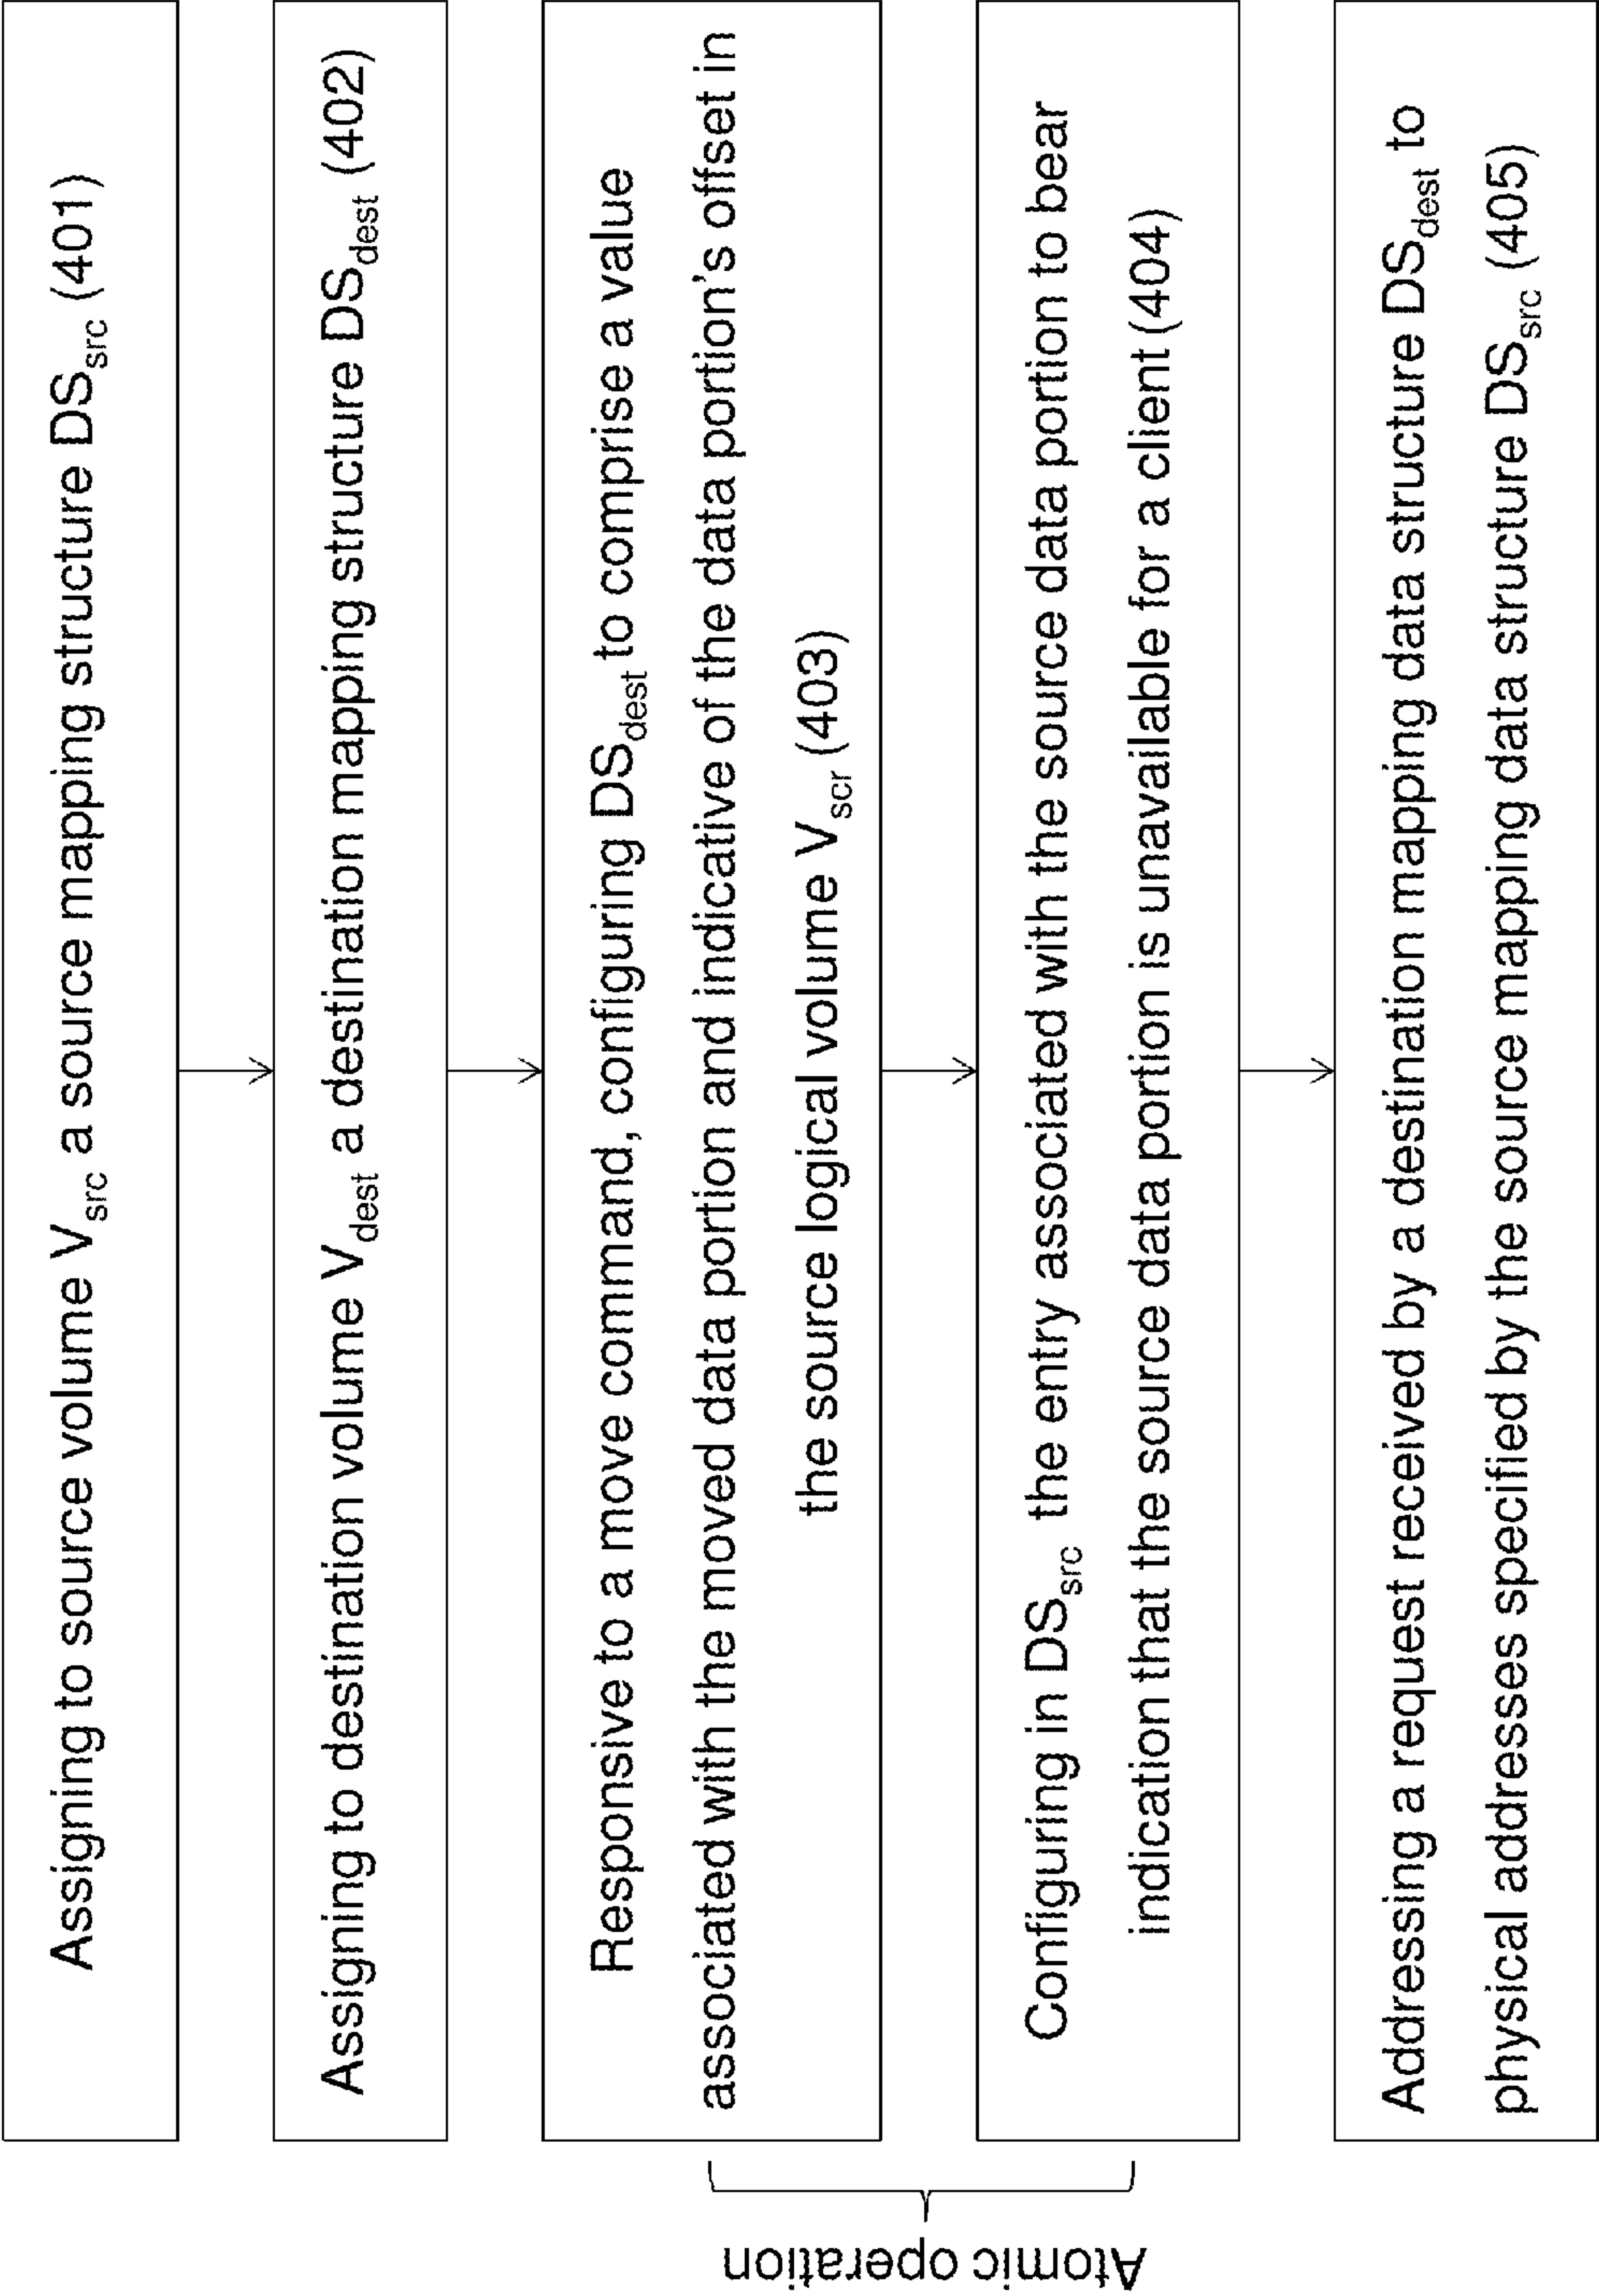 Assigning to source volume V_src a source mapping structure DS_src (401)
Assigning to destination volume V_dest a destination mapping structure DS_dest (402)
Responsive to a move command, configuring DS_dest to comprise a value
associated with the moved data portion and indicative of the data portion's offset in
the source logical volume V_scr (403)
Configuring in DS_src the entry associated with the source data portion to bear
indication that the source data portion is unavailable for a client (404)
Addressing a request received by a destination mapping data structure DS_dest to
physical addresses specified by the source mapping data structure DS_src (405)
Atomic operation